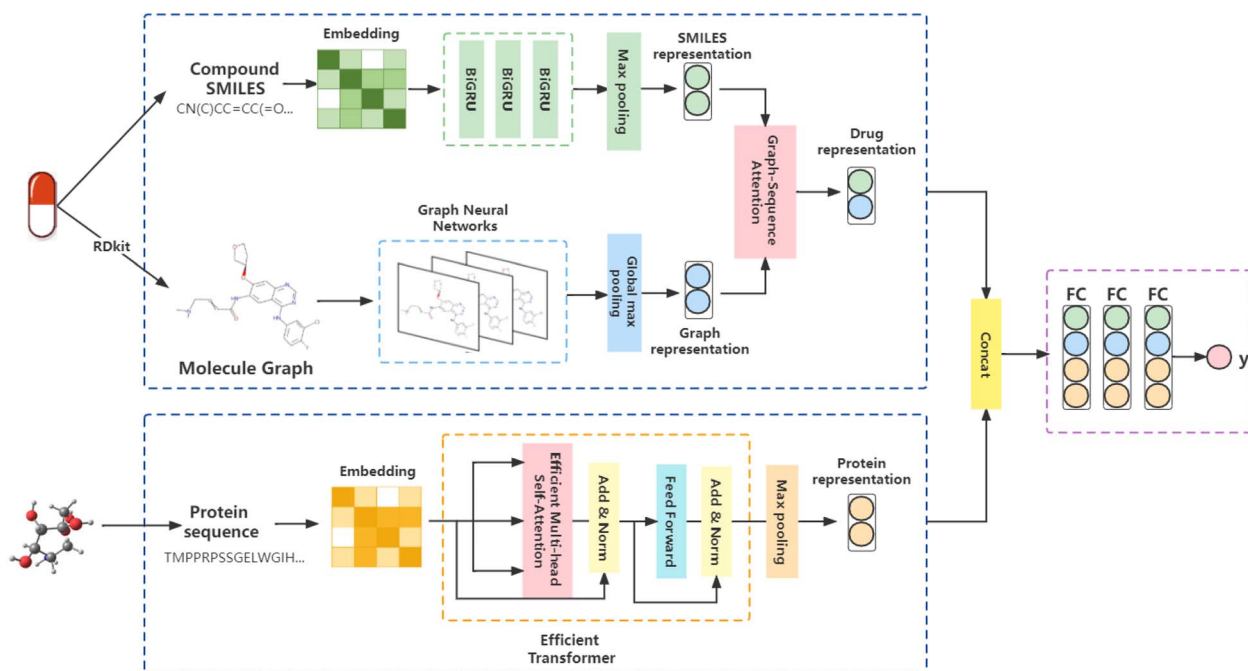 Embedding
Compound
SMILES
CN(C)CC=CC(=O...
BiGRU
BiGRU
BiGRU
Max pooling
SMILES
representation
Graph-Sequence
Attention
Drug
representation
RDkit
Graph Neural
Networks
Molecule Graph
Global max
pooling
Graph
representation
Concat
FC
FC
FC
y
Protein
sequence
TMPPRPSSGELWGIH...
Embedding
Efficient Multi-head
Self-Attention
Add & Norm
Feed Forward
Add & Norm
Max pooling
Protein
representation
Efficient
Transformer